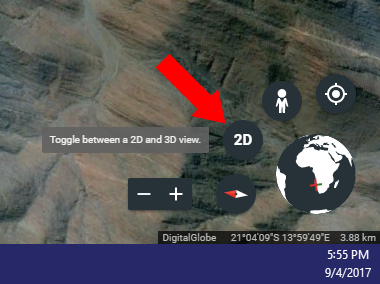 Toggle between a 2D and 3D view.
2D
DigitalGlobe 21°04'09"S 13°59'49"E 3.88 km
5:55 PM
9/4/2017